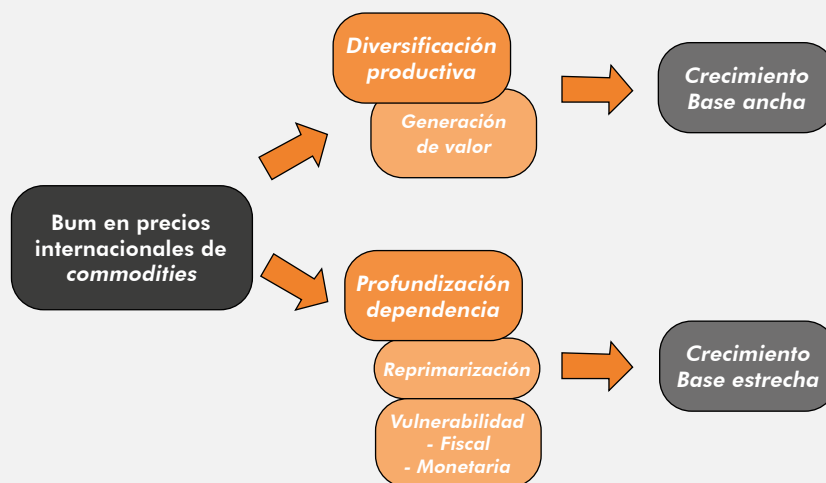 Diversificación
productiva
Generación
de valor
Crecimiento
Base ancha
Bum en precios
internacionales de
commodities
Profundización
dependencia
Reprimarización
Vulnerabilidad
- Fiscal
- Monetaria
Crecimiento
Base estrecha